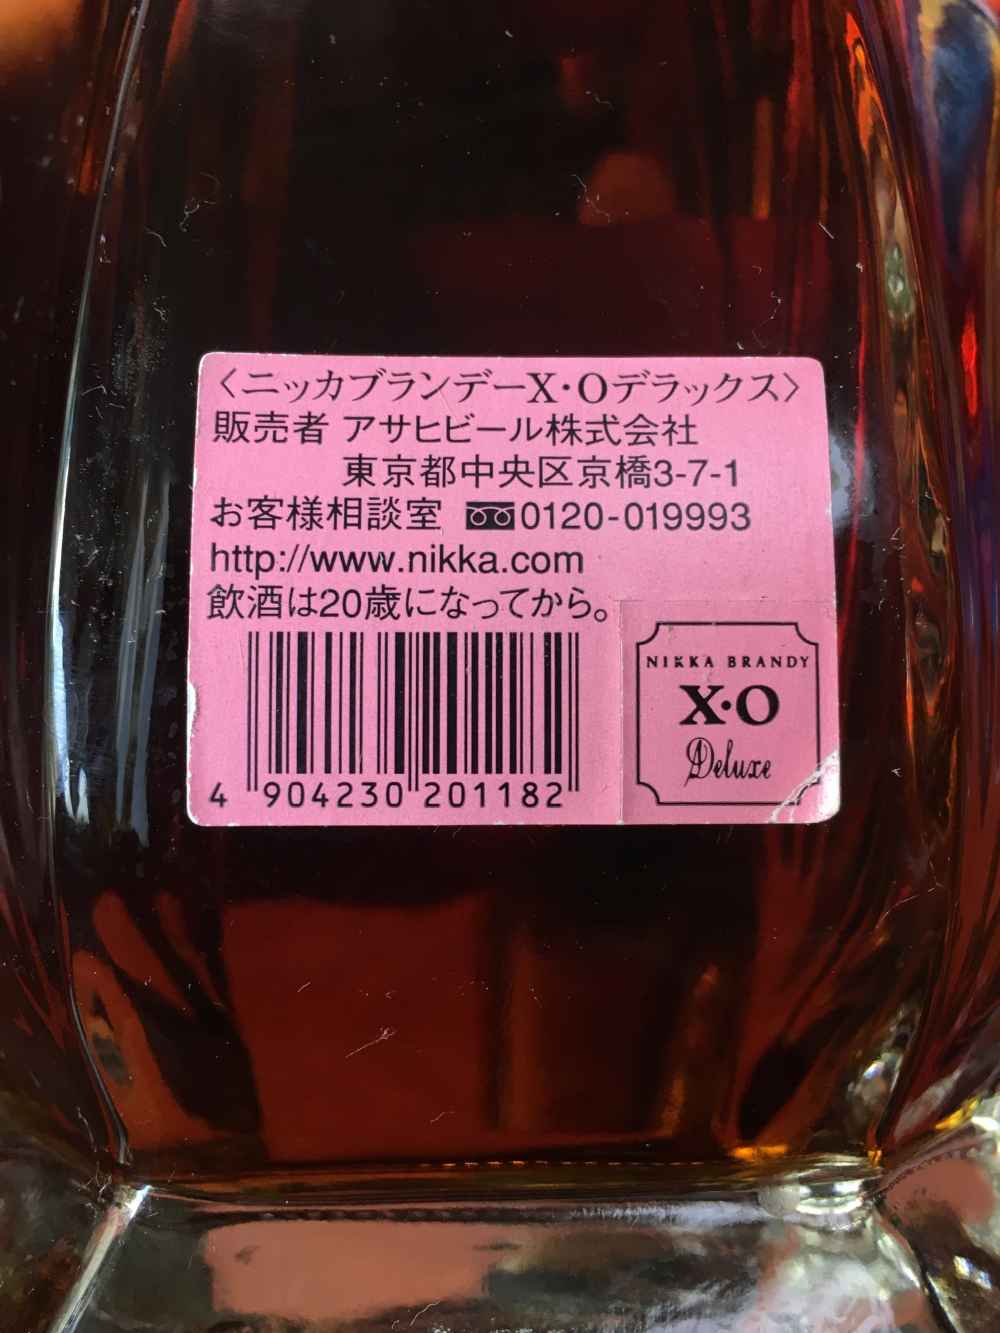 〈ニッカブランデーX・Oデラックス〉
販売者 アサヒビール株式会社
東京都中央区京橋3-7-1
お客様相談室 0120-019993
http://www.nikka.com
飲酒は20歳になってから。
NIKKA BRANDY
X・O
Deluxe
4 904230 201182